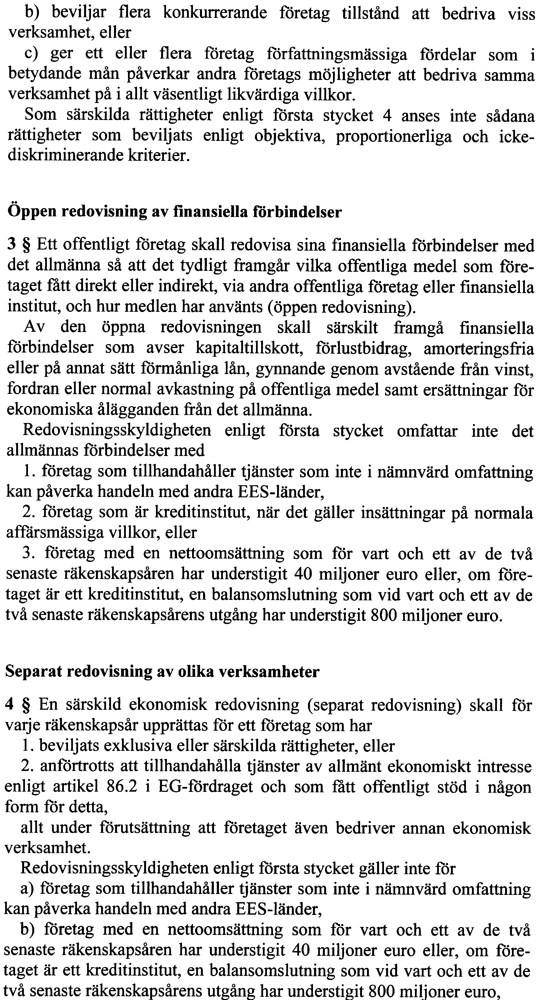 b) beviljar flera konkurrerande företag tillstånd att bedriva viss
verksamhet, eller
c) ger ett eller flera företag författningsmässiga fördelar som i
betydande mån påverkar andra företags möjligheter att bedriva samma
verksamhet på i allt väsentligt likvärdiga villkor.
Som särskilda rättigheter enligt första stycket 4 anses inte sådana
rättigheter som beviljats enligt objektiva, proportionerliga och icke-
diskriminerande kriterier.
Öppen redovisning av finansiella förbindelser
3 § Ett offentligt företag skall redovisa sina finansiella förbindelser med
det allmänna så att det tydligt framgår vilka offentliga medel som före-
taget fått direkt eller indirekt, via andra offentliga företag eller finansiella
institut, och hur medlen har använts (öppen redovisning).
Av den öppna redovisningen skall särskilt framgå finansiella
förbindelser som avser kapitaltillskott, förlustbidrag, amorteringsfria
eller på annat sätt förmånliga lån, gynnande genom avstående från vinst,
fordran eller normal avkastning på offentliga medel samt ersättningar för
ekonomiska ålägganden från det allmänna.
Redovisningsskyldigheten enligt första stycket omfattar inte det
allmännas förbindelser med
1. företag som tillhandahåller tjänster som inte i nämnvärd omfattning
kan påverka handeln med andra EES-länder,
2. företag som är kreditinstitut, när det gäller insättningar på normala
affärsmässiga villkor, eller
3. företag med en nettoomsättning som för vart och ett av de två
senaste räkenskapsåren har understigit 40 miljoner euro eller, om före-
taget är ett kreditinstitut, en balansomslutning som vid vart och ett av de
två senaste räkenskapsårens utgång har understigit 800 miljoner euro.
Separat redovisning av olika verksamheter
4 § En särskild ekonomisk redovisning (separat redovisning) skall för
varje räkenskapsår upprättas för ett företag som har
1. beviljats exklusiva eller särskilda rättigheter, eller
2. anförtrotts att tillhandahålla tjänster av allmänt ekonomiskt intresse
enligt artikel 86.2 i EG-fördraget och som fått offentligt stöd i någon
form för detta,
allt under förutsättning att företaget även bedriver annan ekonomisk
verksamhet.
Redovisningsskyldigheten enligt första stycket gäller inte för
a) företag som tillhandahåller tjänster som inte i nämnvärd omfattning
kan påverka handeln med andra EES-länder,
b) företag med en nettoomsättning som för vart och ett av de två
senaste räkenskapsåren har understigit 40 miljoner euro eller, om före-
taget är ett kreditinstitut, en balansomslutning som vid vart och ett av de
två senaste räkenskapsårens utgång har understigit 800 miljoner euro,